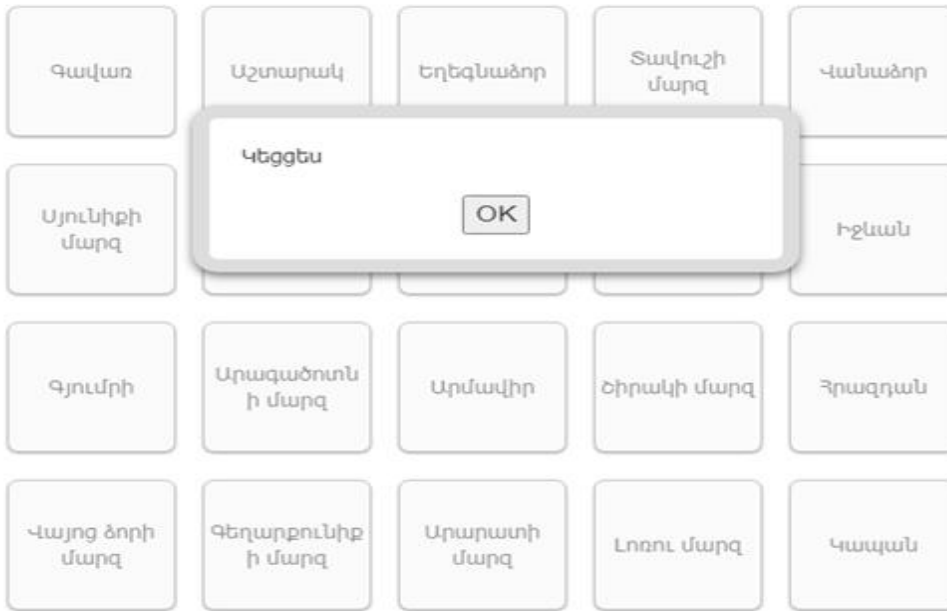 Գավառ
Աշտարակ
Եղեգնաձոր
Տավուշի
մարզ
Վանաձոր
Կեցցես
OK
Սյունիքի
մարզ
Իջևան
Գյումրի
Արագածոտն
ի մարզ
Արմավիր
Շիրակի մարզ
Հրազդան
Վայոց ձորի
մարզ
Գեղարքունիք
ի մարզ
Արարատի
մարզ
Լոռու մարզ
Կապան